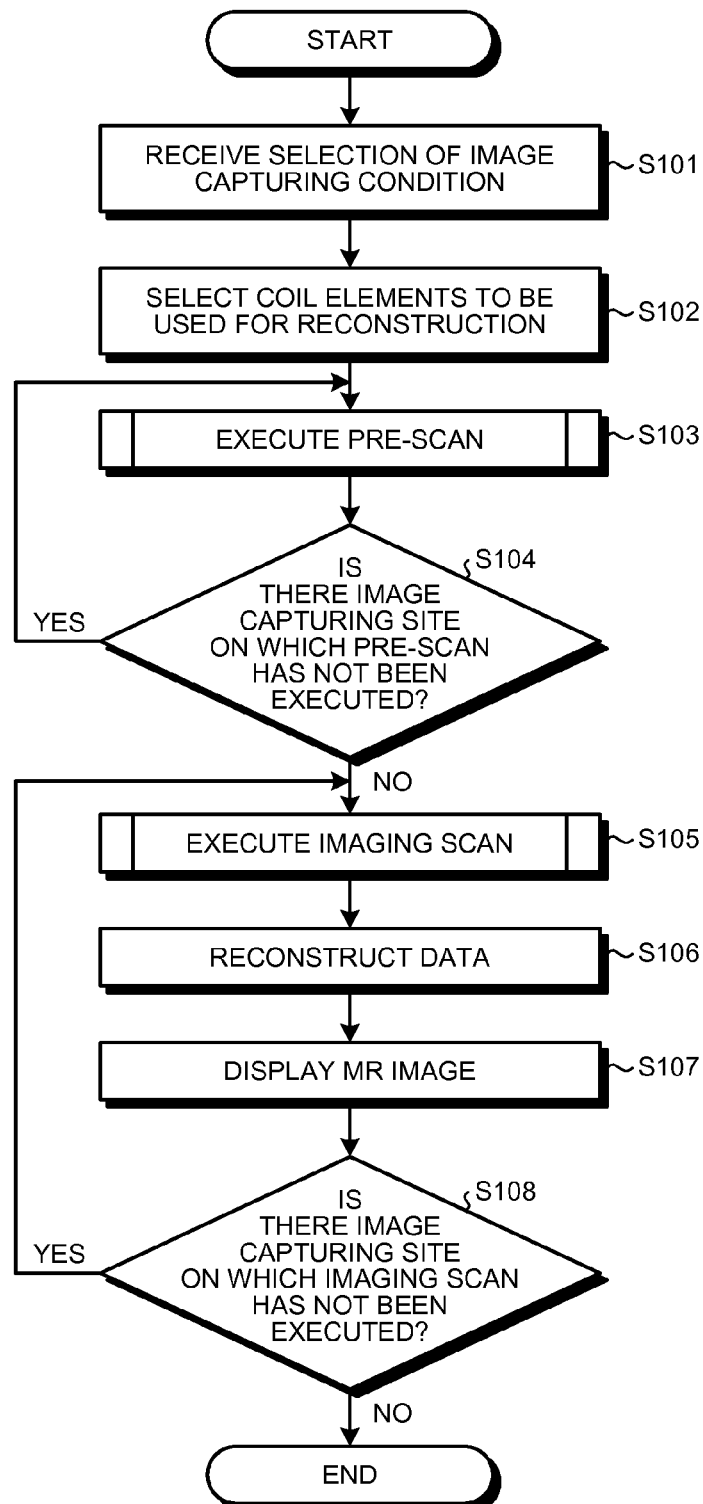 START
RECEIVE SELECTION OF IMAGE
CAPTURING CONDITION
S101
SELECT COIL ELEMENTS TO BE
USED FOR RECONSTRUCTION
S102
EXECUTE PRE-SCAN
S103
S104
IS
THERE IMAGE
CAPTURING SITE
ON WHICH PRE-SCAN
HAS NOT BEEN
EXECUTED?
YES
NO
EXECUTE IMAGING SCAN
S105
RECONSTRUCT DATA
S106
DISPLAY MR IMAGE
S107
S108
IS
THERE IMAGE
CAPTURING SITE
ON WHICH IMAGING SCAN
HAS NOT BEEN
EXECUTED?
YES
NO
END